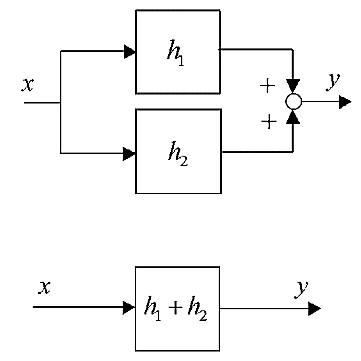 h₁
x
+
y
+
h₂
x
h₁ + h₂
y